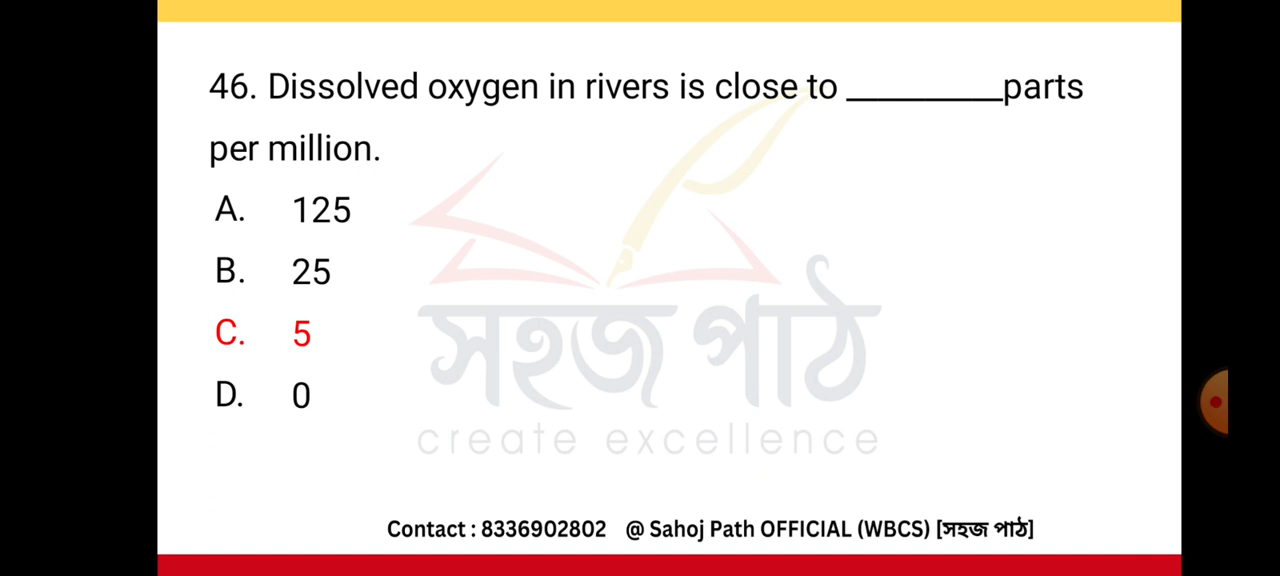 46. Dissolved oxygen in rivers is close to ________parts
per million.
A. 125
B. 25
C. 5
D. 0
সহজ পাঠ
create excellence
Contact : 8336902802 @ Sahoj Path OFFICIAL (WBCS) [সহজ পাঠ]